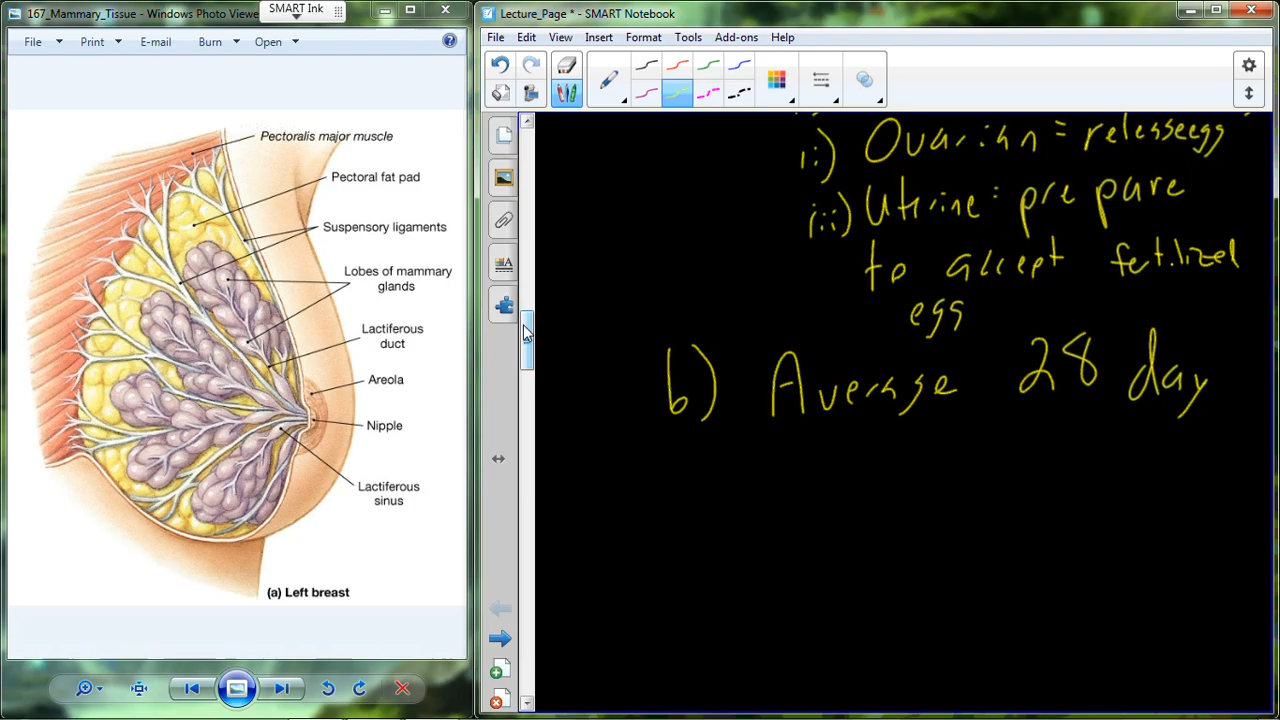 167_Mammary_Tissue - Windows Photo Viewe
SMART Ink
File Print E-mail Burn Open
Pectoralis major muscle
Pectoral fat pad
Suspensory ligaments
Lobes of mammary
glands
Lactiferous
duct
Areola
Nipple
Lactiferous
sinus
(a) Left breast
Lecture_Page * - SMART Notebook
File Edit View Insert Format Tools Add-ons Help
ii) Ovarian = releseegg
iii) Uterine: prepare
to accept fertilized
egg
b) Average 28 day